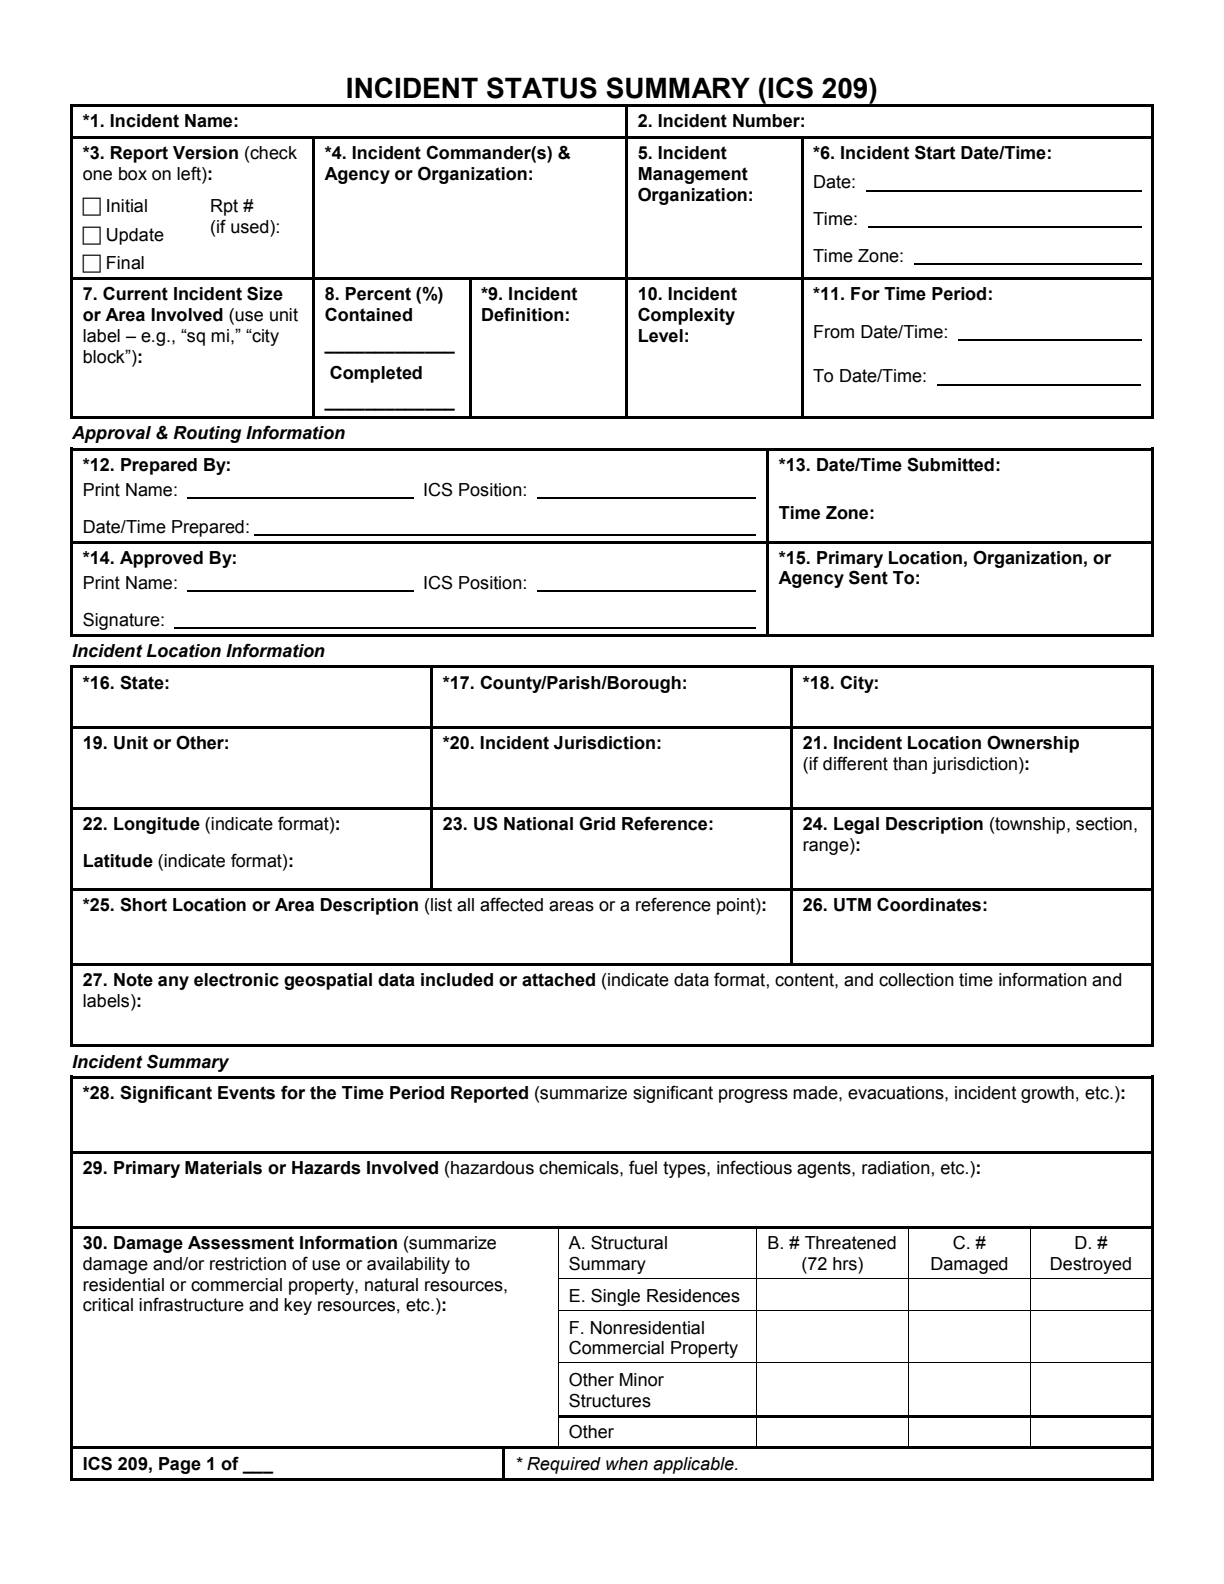 INCIDENT STATUS SUMMARY (ICS 209)
*1. Incident Name:
2. Incident Number:
*3. Report Version (check
one box on left):
Initial
Rpt #
(if used):
Update
Final
*4. Incident Commander(s) &
Agency or Organization:
5. Incident
Management
Organization:
*6. Incident Start Date/Time:
Date:
Time:
Time Zone:
7. Current Incident Size
or Area Involved (use unit
label – e.g., “sq mi,” “city
block”):
8. Percent (%)
Contained
Completed
*9. Incident
Definition:
10. Incident
Complexity
Level:
*11. For Time Period:
From Date/Time:
To Date/Time:
Approval & Routing Information
*12. Prepared By:
Print Name: ICS Position:
Date/Time Prepared:
*13. Date/Time Submitted:
Time Zone:
*14. Approved By:
Print Name: ICS Position:
Signature:
*15. Primary Location, Organization, or
Agency Sent To:
Incident Location Information
*16. State:
*17. County/Parish/Borough:
*18. City:
19. Unit or Other:
*20. Incident Jurisdiction:
21. Incident Location Ownership
(if different than jurisdiction):
22. Longitude (indicate format):
Latitude (indicate format):
23. US National Grid Reference:
24. Legal Description (township, section,
range):
*25. Short Location or Area Description (list all affected areas or a reference point):
26. UTM Coordinates:
27. Note any electronic geospatial data included or attached (indicate data format, content, and collection time information and
labels):
Incident Summary
*28. Significant Events for the Time Period Reported (summarize significant progress made, evacuations, incident growth, etc.):
29. Primary Materials or Hazards Involved (hazardous chemicals, fuel types, infectious agents, radiation, etc.):
30. Damage Assessment Information (summarize
damage and/or restriction of use or availability to
residential or commercial property, natural resources,
critical infrastructure and key resources, etc.):
A. Structural
Summary
B. # Threatened
(72 hrs)
C. #
Damaged
D. #
Destroyed
E. Single Residences
F. Nonresidential
Commercial Property
Other Minor
Structures
Other
ICS 209, Page 1 of ___
* Required when applicable.